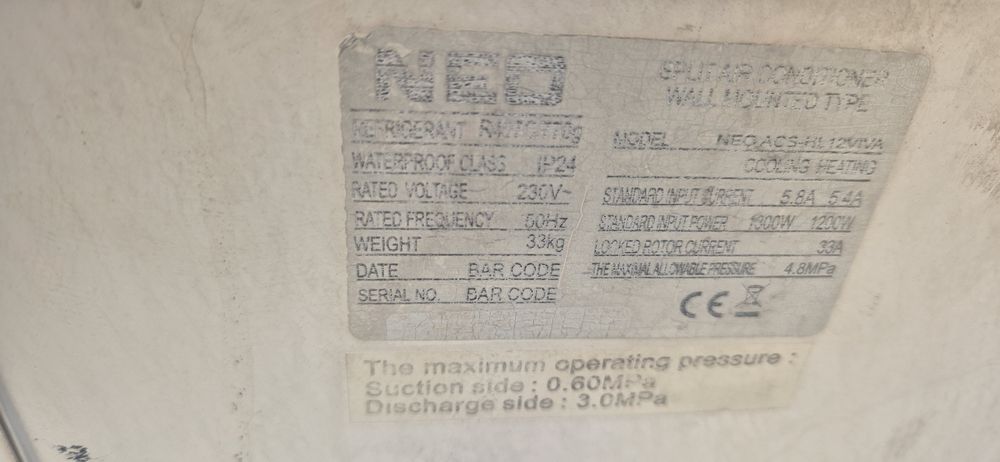 NEO
REFRIGERANT R407C/770g
WATERPROOF CLASS IP24
RATED VOLTAGE 230V~
RATED FREQUENCY 50Hz
WEIGHT 33kg
DATE BAR CODE
SERIAL NO. BAR CODE
SPLIT AIR CONDITIONER
WALL MOUNTED TYPE
MODEL
COOLING HEATING
STANDARD INPUT CURRENT 5.8A 5.4A
STANDARD INPUT POWER 1300W 1200W
LOCKED ROTOR CURRENT 33A
THE MAXIMAL ALLOWABLE PRESSURE 4.8MPa
CE
The maximum operating pressure :
Suction side : 0.60MPa
Discharge side : 3.0MPa